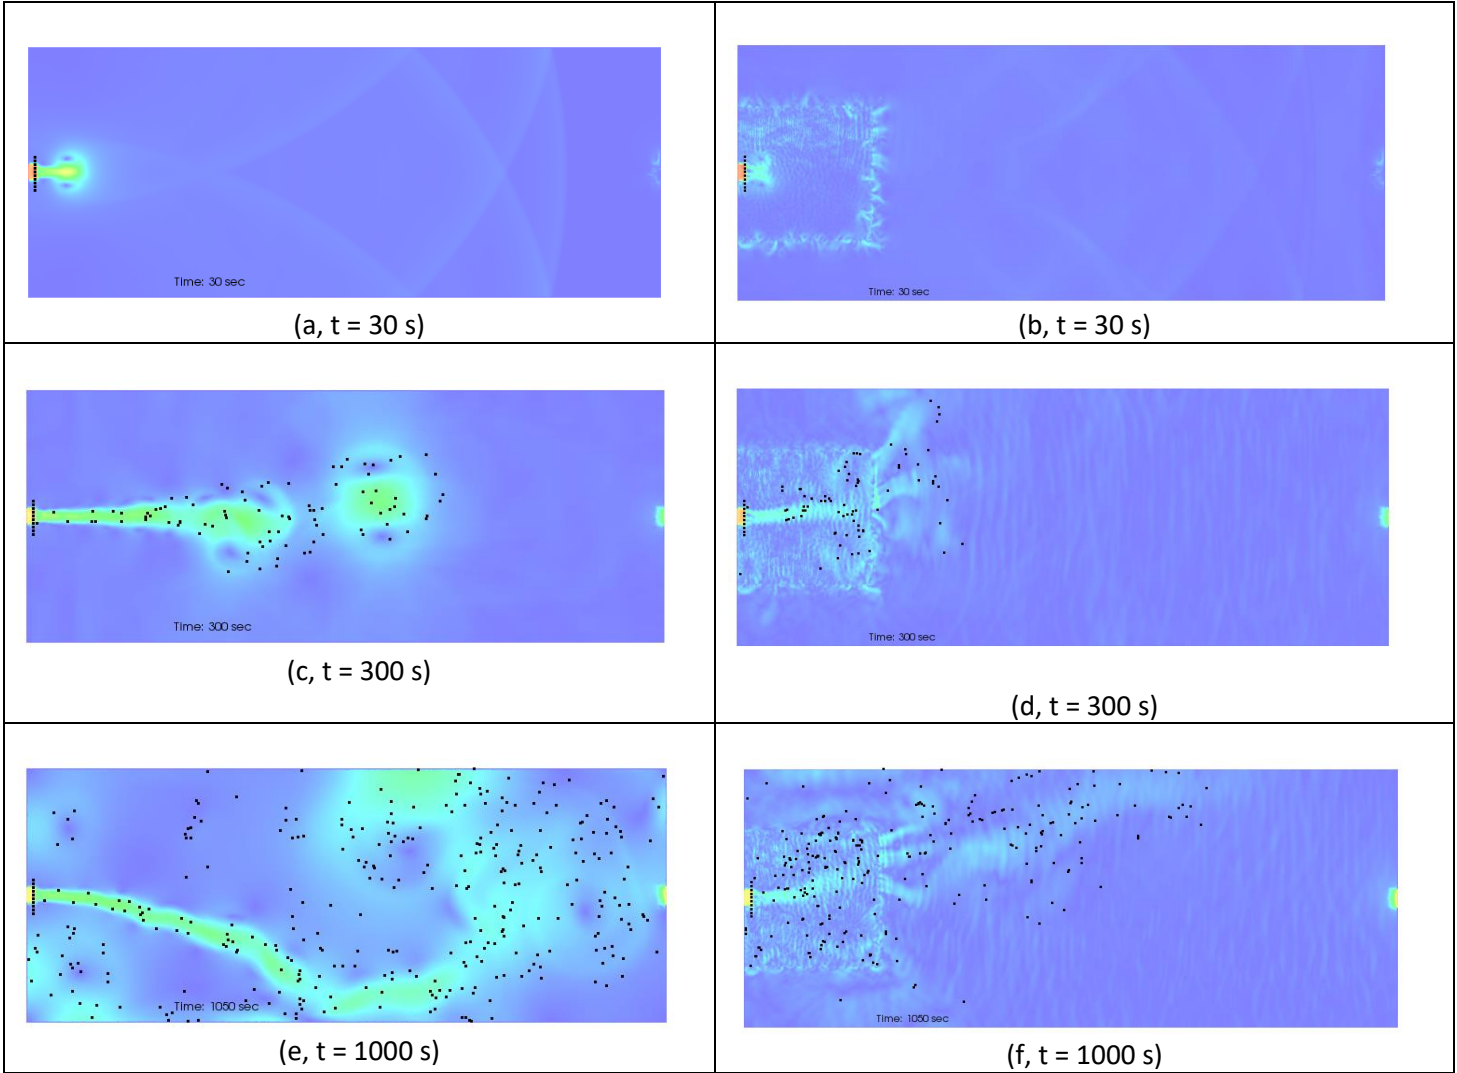 Time: 30 sec
(a, t = 30 s)
Time: 30 sec
(b, t = 30 s)
Time: 300 sec
(c, t = 300 s)
Time: 300 sec
(d, t = 300 s)
Time: 1050 sec
(e, t = 1000 s)
Time: 1050 sec
(f, t = 1000 s)